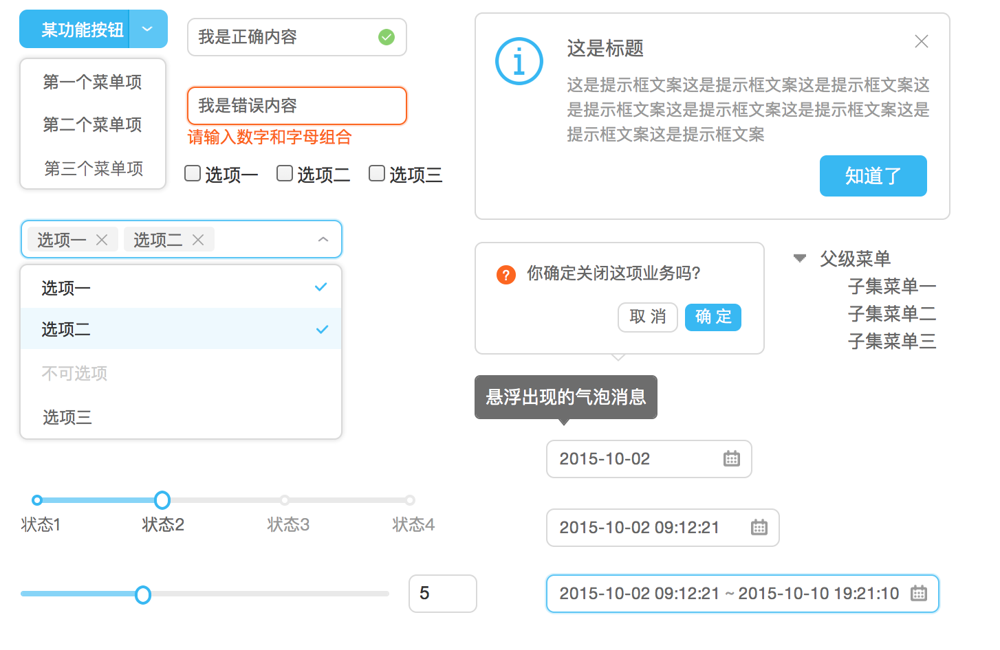 某功能按钮
第一个菜单项
第二个菜单项
第三个菜单项
我是正确内容
我是错误内容
请输入数字和字母组合
选项一 选项二 选项三
选项一 选项二
选项一
选项二
不可选项
选项三
状态1 状态2 状态3 状态4
5
这是标题
这是提示框文案这是提示框文案这是提示框文案这
是提示框文案这是提示框文案这是提示框文案这是
提示框文案这是提示框文案
知道了
你确定关闭这项业务吗?
取 消 确 定
父级菜单
子集菜单一
子集菜单二
子集菜单三
悬浮出现的气泡消息
2015-10-02
2015-10-02 09:12:21
2015-10-02 09:12:21 ~ 2015-10-10 19:21:10